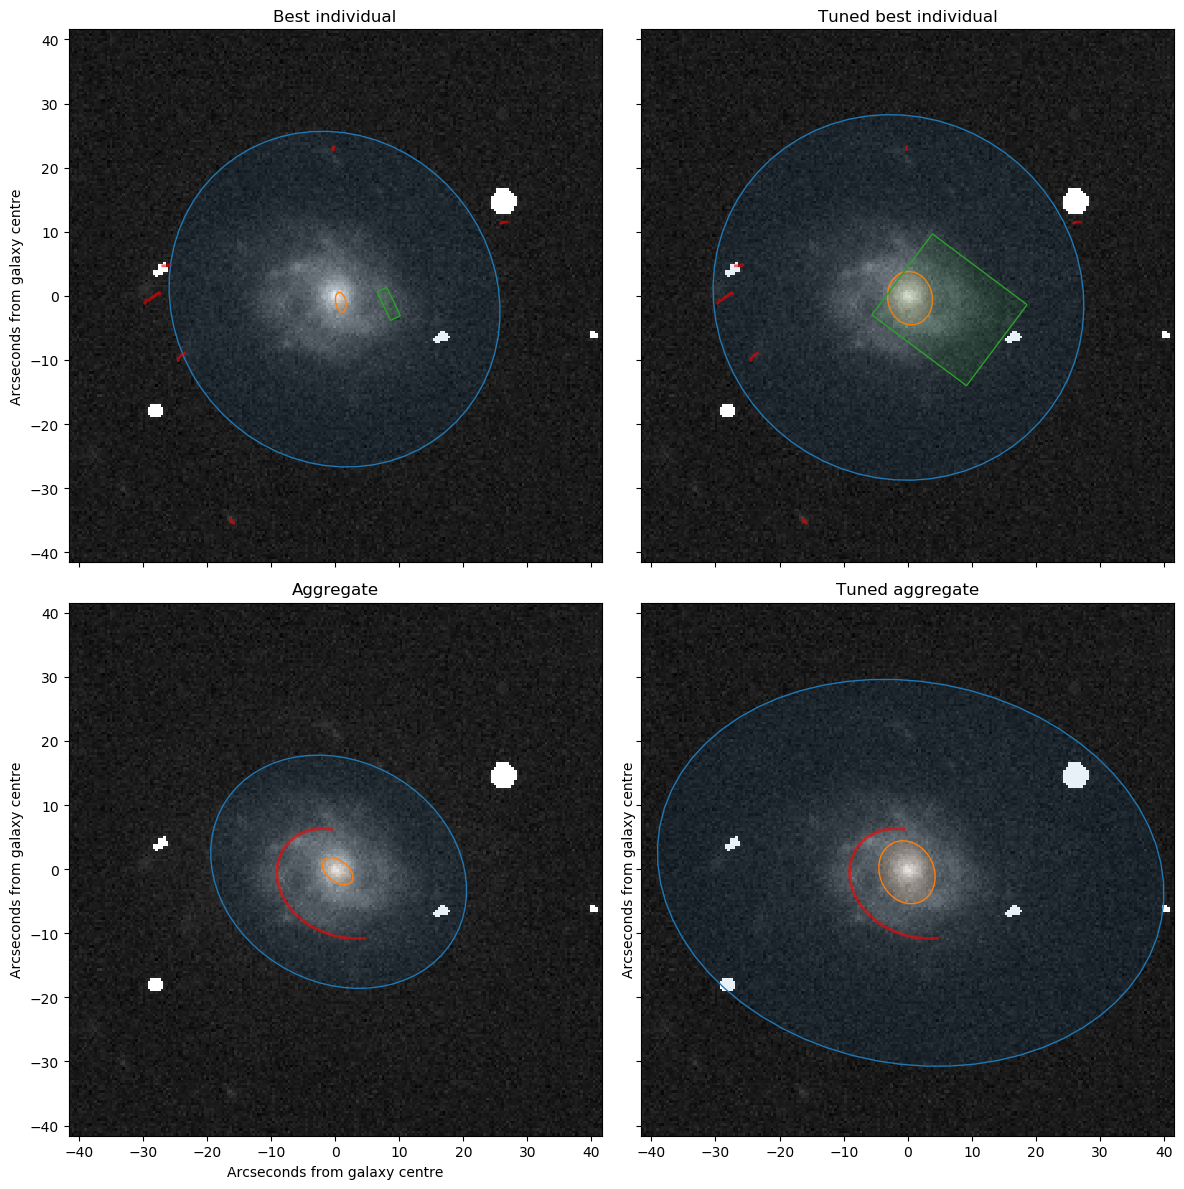 Best individual
Tuned best individual
40
30
20
10
0
−10
−20
−30
−40
Arcseconds from galaxy centre
Aggregate
Tuned aggregate
40
30
20
10
0
−10
−20
−30
−40
Arcseconds from galaxy centre
Arcseconds from galaxy centre
−40 −30 −20 −10 0 10 20 30 40
−40 −30 −20 −10 0 10 20 30 40
Arcseconds from galaxy centre